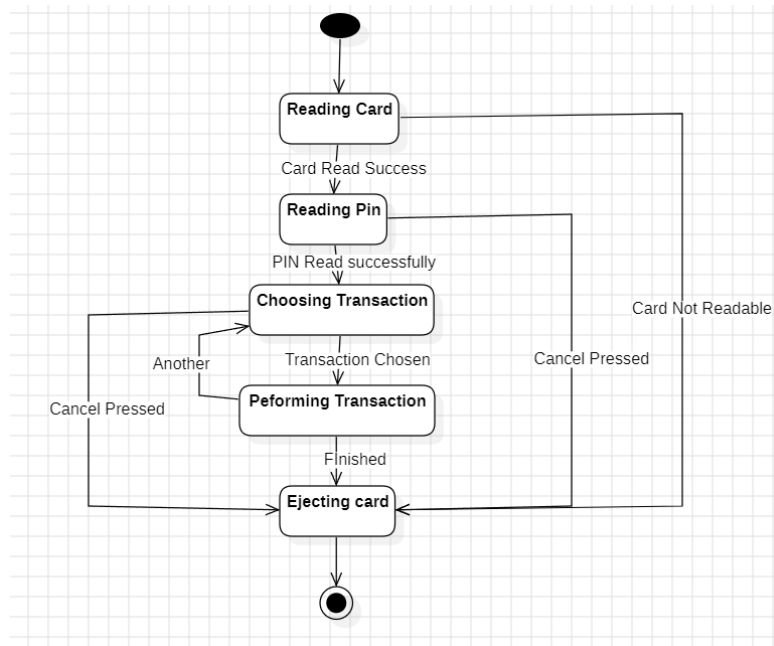 Reading Card
Card Read Success
Reading Pin
PIN Read successfully
Choosing Transaction
Card Not Readable
Another
Transaction Chosen
Cancel Pressed
Peforming Transaction
Cancel Pressed
FInished
Ejecting card